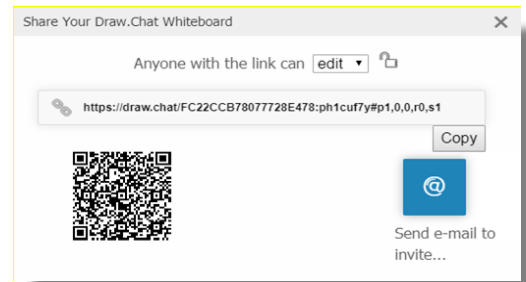 Share Your Draw.Chat Whiteboard
Anyone with the link can edit
https://draw.chat/FC22CCB78077728E478:ph1cuf7y#p1,0,0,r0,s1
Copy
@
Send e-mail to
invite...